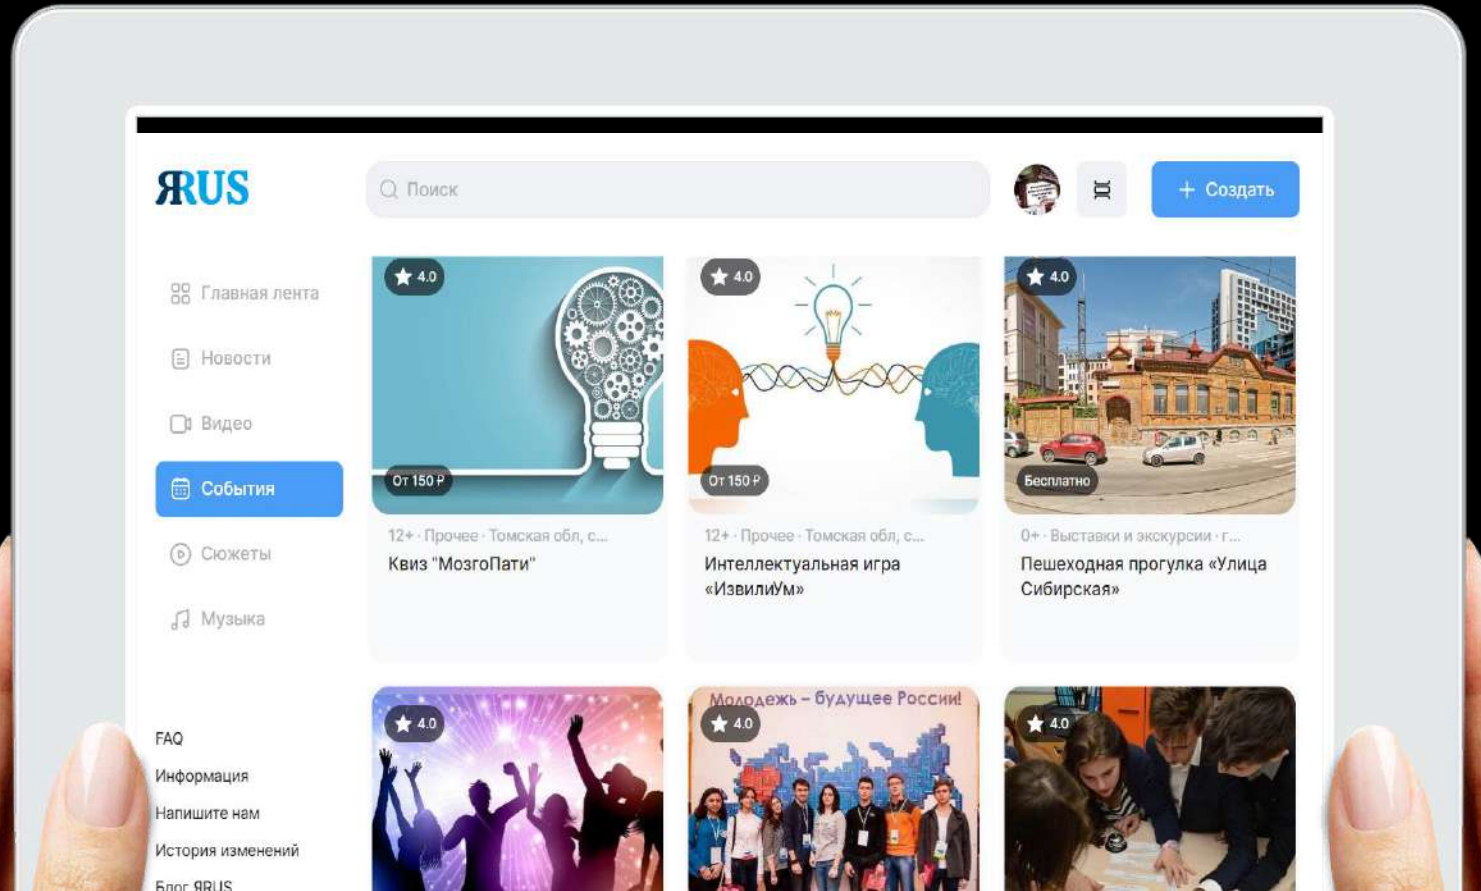 ЯRUS
Поиск
+ Создать
Главная лента
Новости
Видео
События
Сюжеты
Музыка
FAQ
Информация
Напишите нам
История изменений
Блог ЯRUS
4.0
От 150 ₽
12+ · Прочее · Томская обл, с...
Квиз "МозгоПати"
4.0
От 150 ₽
12+ · Прочее · Томская обл, с...
Интеллектуальная игра
«ИзвилиУм»
4.0
Бесплатно
0+ · Выставки и экскурсии · г...
Пешеходная прогулка «Улица
Сибирская»
4.0
Молодежь – будущее России!
4.0
4.0